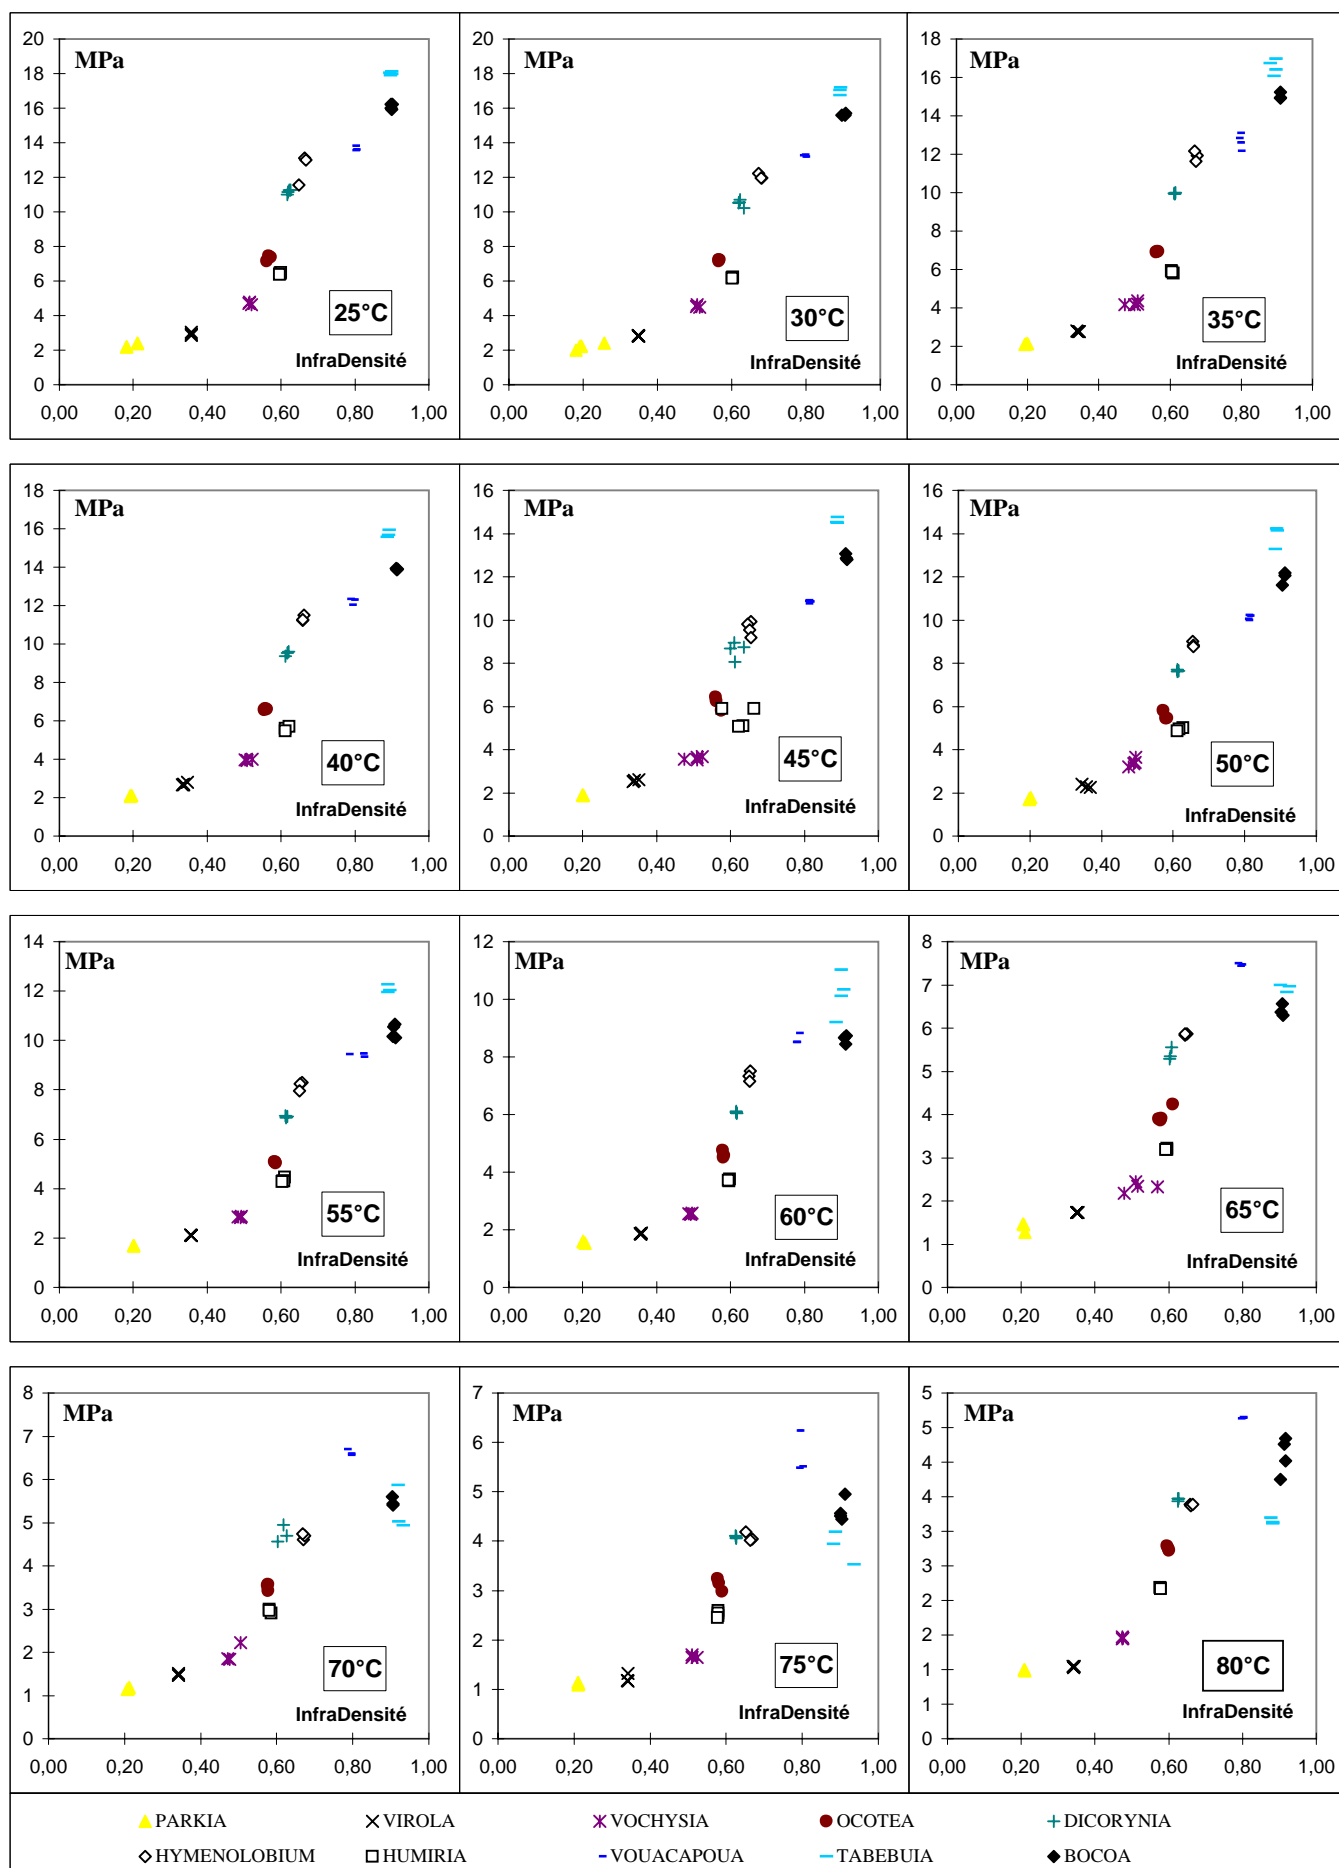 MPa
20
18
16
14
12
10
8
6
4
2
0
25°C
InfraDensité
0,00 0,20 0,40 0,60 0,80 1,00
MPa
20
18
16
14
12
10
8
6
4
2
0
30°C
InfraDensité
0,00 0,20 0,40 0,60 0,80 1,00
MPa
18
16
14
12
10
8
6
4
2
0
35°C
InfraDensité
0,00 0,20 0,40 0,60 0,80 1,00
MPa
18
16
14
12
10
8
6
4
2
0
40°C
InfraDensité
0,00 0,20 0,40 0,60 0,80 1,00
MPa
16
14
12
10
8
6
4
2
0
45°C
InfraDensité
0,00 0,20 0,40 0,60 0,80 1,00
MPa
16
14
12
10
8
6
4
2
0
50°C
InfraDensité
0,00 0,20 0,40 0,60 0,80 1,00
MPa
14
12
10
8
6
4
2
0
55°C
InfraDensité
0,00 0,20 0,40 0,60 0,80 1,00
MPa
12
10
8
6
4
2
0
60°C
InfraDensité
0,00 0,20 0,40 0,60 0,80 1,00
MPa
8
7
6
5
4
3
2
1
0
65°C
InfraDensité
0,00 0,20 0,40 0,60 0,80 1,00
MPa
8
7
6
5
4
3
2
1
0
70°C
InfraDensité
0,00 0,20 0,40 0,60 0,80 1,00
MPa
7
6
5
4
3
2
1
0
75°C
InfraDensité
0,00 0,20 0,40 0,60 0,80 1,00
MPa
5
5
4
4
3
3
2
2
1
1
0
80°C
InfraDensité
0,00 0,20 0,40 0,60 0,80 1,00
PARKIA VIROLA VOCHYSIA OCOTEA DICORYNIA
HYMENOLOBIUM HUMIRIA VOUACAPOUA TABEBUIA BOCOA